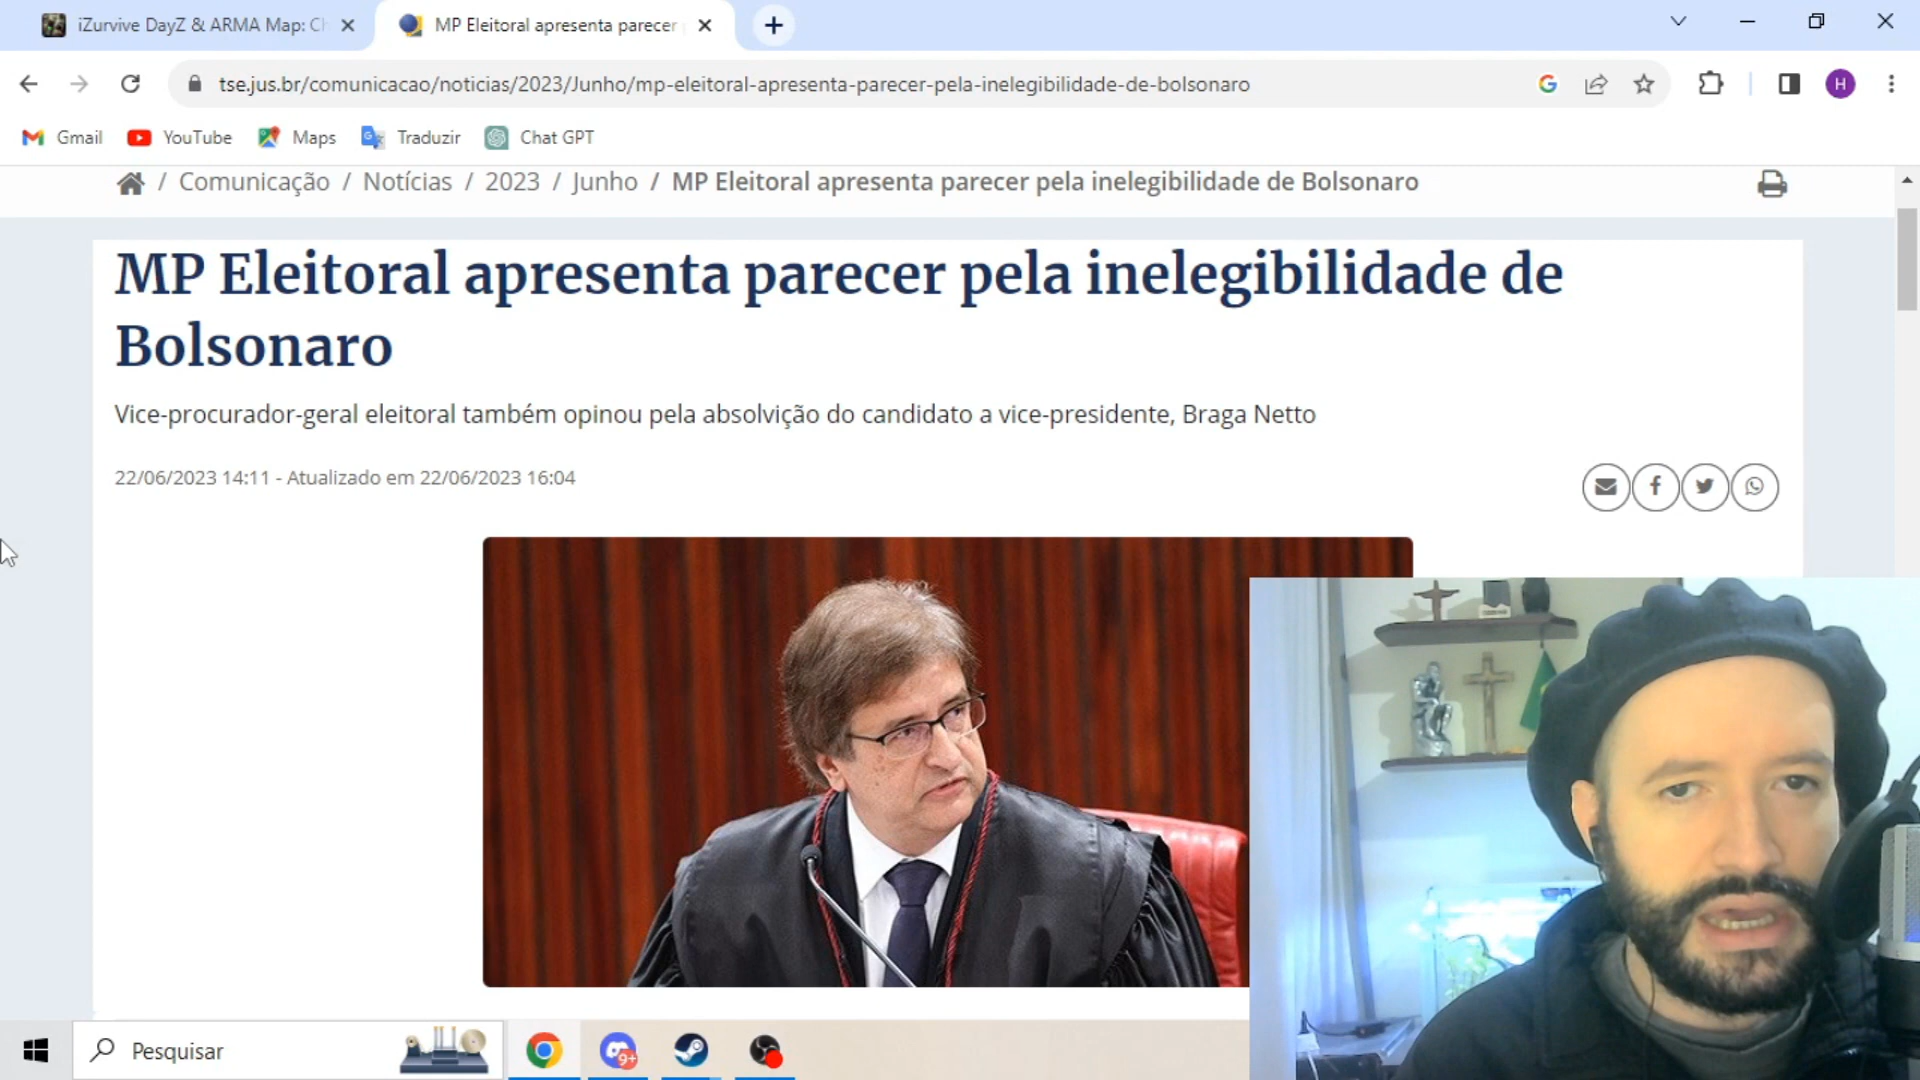 iZurvive DayZ & ARMA Map: Ch
MP Eleitoral apresenta parecer
tse.jus.br/comunicacao/noticias/2023/Junho/mp-eleitoral-apresenta-parecer-pela-inelegibilidade-de-bolsonaro
H
Gmail
YouTube
Maps
Traduzir
Chat GPT
/ Comunicação / Notícias / 2023 / Junho / MP Eleitoral apresenta parecer pela inelegibilidade de Bolsonaro
MP Eleitoral apresenta parecer pela inelegibilidade de
Bolsonaro
Vice-procurador-geral eleitoral também opinou pela absolvição do candidato a vice-presidente, Braga Netto
22/06/2023 14:11 - Atualizado em 22/06/2023 16:04
Pesquisar
9+